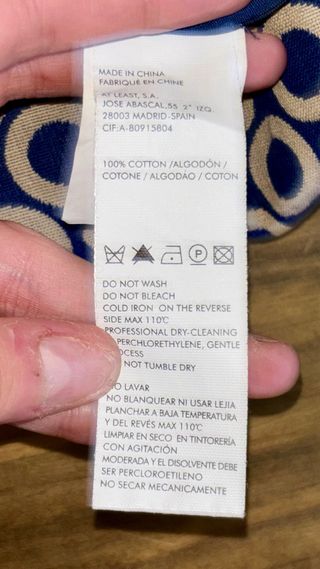 MADE IN CHINA
FABRIQUÉ EN CHINE
AT LEAST, S.A.
JOSE ABASCAL,55 2° IZQ.
28003 MADRID-SPAIN
CIF:A-80915804
100% COTTON /ALGODÓN /
COTONE / ALGODÃO / COTON
P
DO NOT WASH
DO NOT BLEACH
COLD IRON ON THE REVERSE
SIDE MAX 110°C
PROFESSIONAL DRY-CLEANING
PERCHLORETHYLENE, GENTLE
NOT TUMBLE DRY
NO LAVAR
NO BLANQUEAR NI USAR LEJIA
PLANCHAR A BAJA TEMPERATURA
Y DEL REVÉS MAX 110°C
LIMPIAR EN SECO EN TINTORERÍA
CON AGITACIÓN
MODERADA Y EL DISOLVENTE DEBE
SER PERCLOROETILENO
NO SECAR MECANICAMENTE